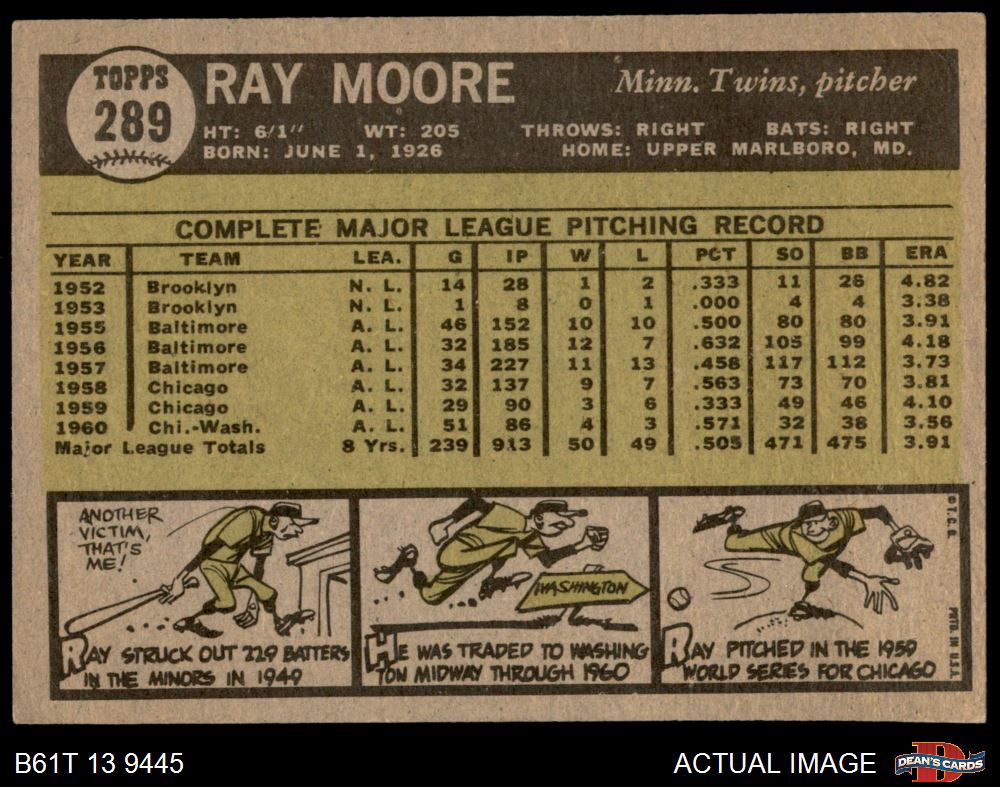 TOPPS
289
RAY MOORE
Minn. Twins, pitcher
HT: 6/1" WT: 205 THROWS: RIGHT BATS: RIGHT
BORN: JUNE 1, 1926 HOME: UPPER MARLBORO, MD.
COMPLETE MAJOR LEAGUE PITCHING RECORD
YEAR TEAM LEA. G IP W L PCT SO BB ERA
1952 Brooklyn N. L. 14 28 1 2 .333 11 26 4.82
1953 Brooklyn N. L. 1 8 0 1 .000 4 4 3.38
1955 Baltimore A. L. 46 152 10 10 .500 80 80 3.91
1956 Baltimore A. L. 32 185 12 7 .632 105 99 4.18
1957 Baltimore A. L. 34 227 11 13 .458 117 112 3.73
1958 Chicago A. L. 32 137 9 7 .563 73 70 3.81
1959 Chicago A. L. 29 90 3 6 .333 49 46 4.10
1960 Chi.-Wash. A. L. 51 86 4 3 .571 32 38 3.56
Major League Totals 8 Yrs. 239 913 50 49 .505 471 475 3.91
ANOTHER
VICTIM,
THAT'S
ME!
RAY STRUCK OUT 229 BATTERS
IN THE MINORS IN 1949
WASHINGTON
HE WAS TRADED TO WASHING
TON MIDWAY THROUGH 1960
RAY PITCHED IN THE 1959
WORLD SERIES FOR CHICAGO
© T. C. G.
PRTD. IN U.S.A.
B61T 13 9445
ACTUAL IMAGE
DEAN'S CARDS